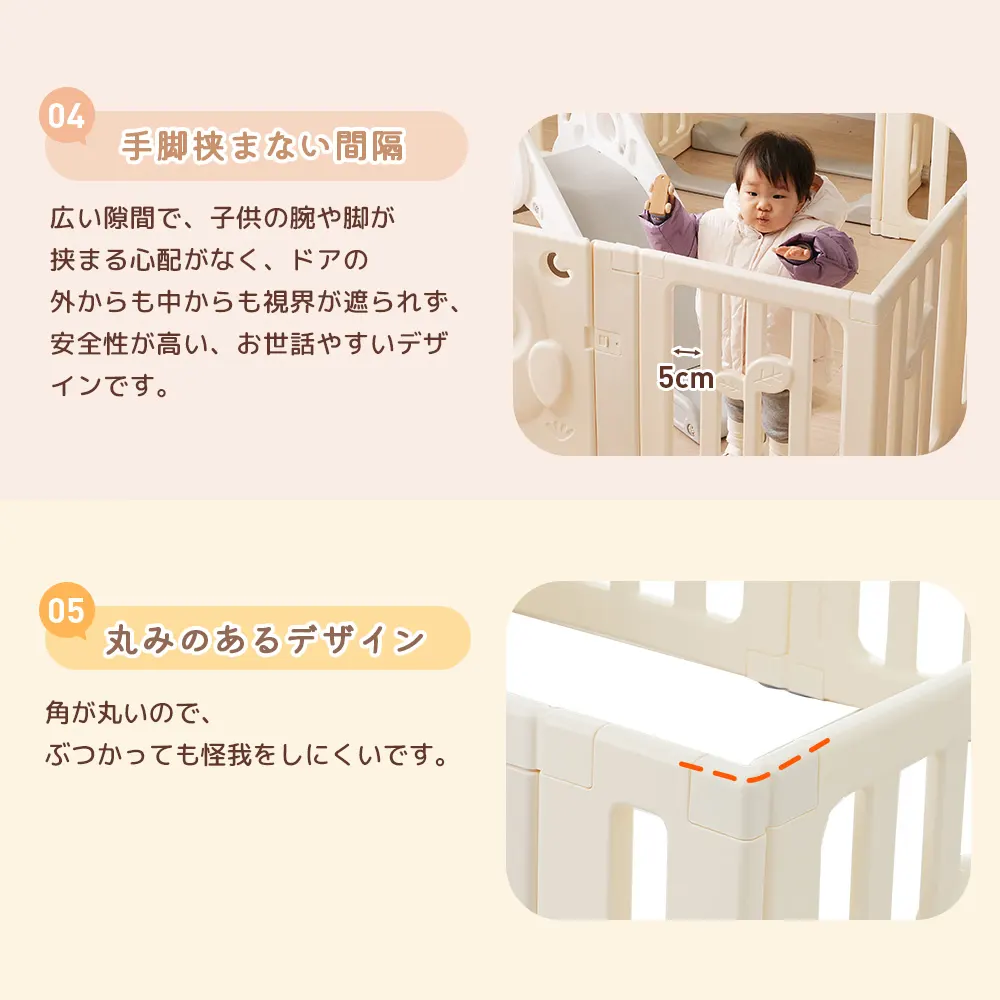 04
手脚挟まない間隔
広い隙間で、子供の腕や脚が
挟まる心配がなく、ドアの
外からも中からも視界が遮られず、
安全性が高い、お世話やすいデザ
インです。
5cm
05
丸みのあるデザイン
角が丸いので、
ぶつかっても怪我をしにくいです。